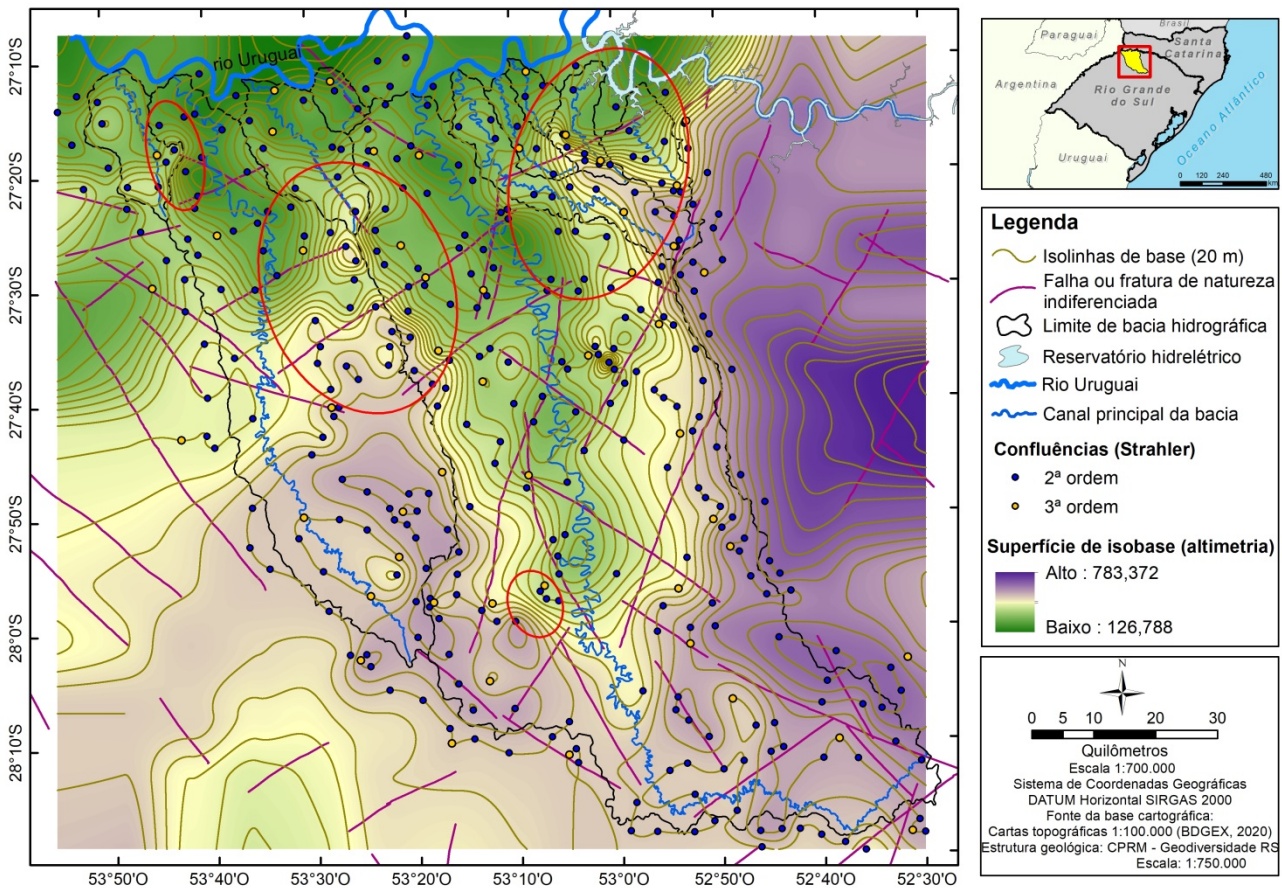 27°10'S
27°20'S
27°30'S
27°40'S
27°50'S
28°0'S
28°10'S
53°50'O
53°40'O
53°30'O
53°20'O
53°10'O
53°0'O
52°50'O
52°40'O
52°30'O
rio Uruguai
Brasil
Paraguai
Santa
Catarina
Argentina
Rio Grande
do Sul
Uruguai
Oceano Atlântico
0 120 240 480
km
Legenda
Isolinhas de base (20 m)
Falha ou fratura de natureza
indiferenciada
Limite de bacia hidrográfica
Reservatório hidrelétrico
Rio Uruguai
Canal principal da bacia
Confluências (Strahler)
2ª ordem
3ª ordem
Superfície de isobase (altimetria)
Alto : 783,372
Baixo : 126,788
N
0 5 10 20 30
Quilômetros
Escala 1:700.000
Sistema de Coordenadas Geográficas
DATUM Horizontal SIRGAS 2000
Fonte da base cartográfica:
Cartas topográficas 1:100.000 (BDGEX, 2020)
Estrutura geológica: CPRM - Geodiversidade RS
Escala: 1:750.000